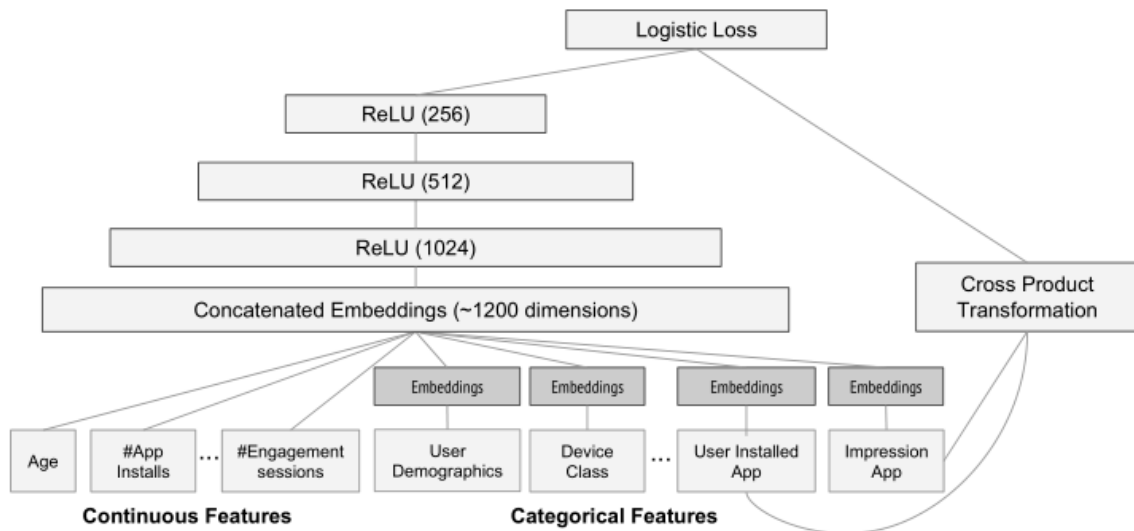 Logistic Loss
ReLU (256)
ReLU (512)
ReLU (1024)
Concatenated Embeddings (~1200 dimensions)
Cross Product
Transformation
Embeddings
Embeddings
Embeddings
Embeddings
Age
#App
Installs
...
#Engagement
sessions
User
Demographics
Device
Class
...
User Installed
App
Impression
App
Continuous Features
Categorical Features